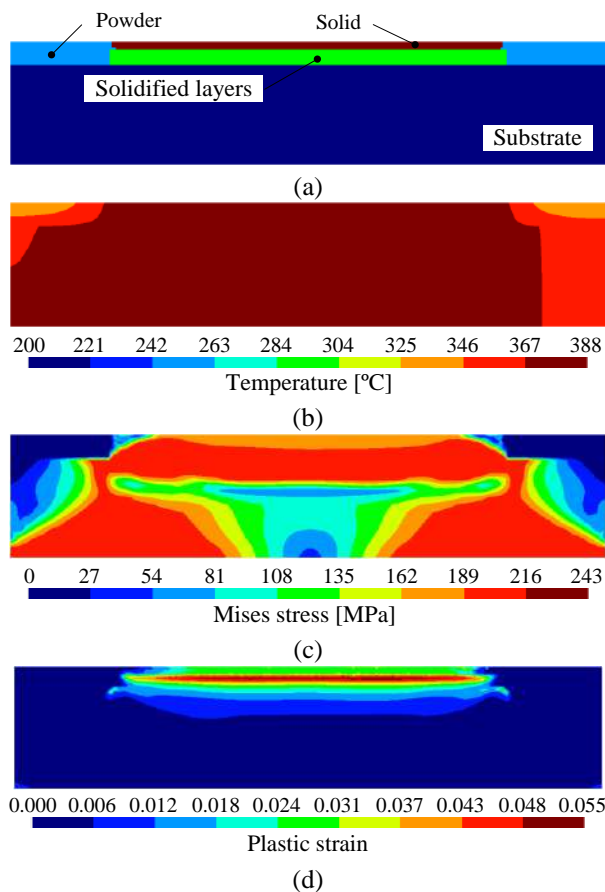 Powder
Solid
Solidified layers
Substrate
(a)
200 221 242 263 284 304 325 346 367 388
Temperature [ºC]
(b)
0 27 54 81 108 135 162 189 216 243
Mises stress [MPa]
(c)
0.000 0.006 0.012 0.018 0.024 0.031 0.037 0.043 0.048 0.055
Plastic strain
(d)